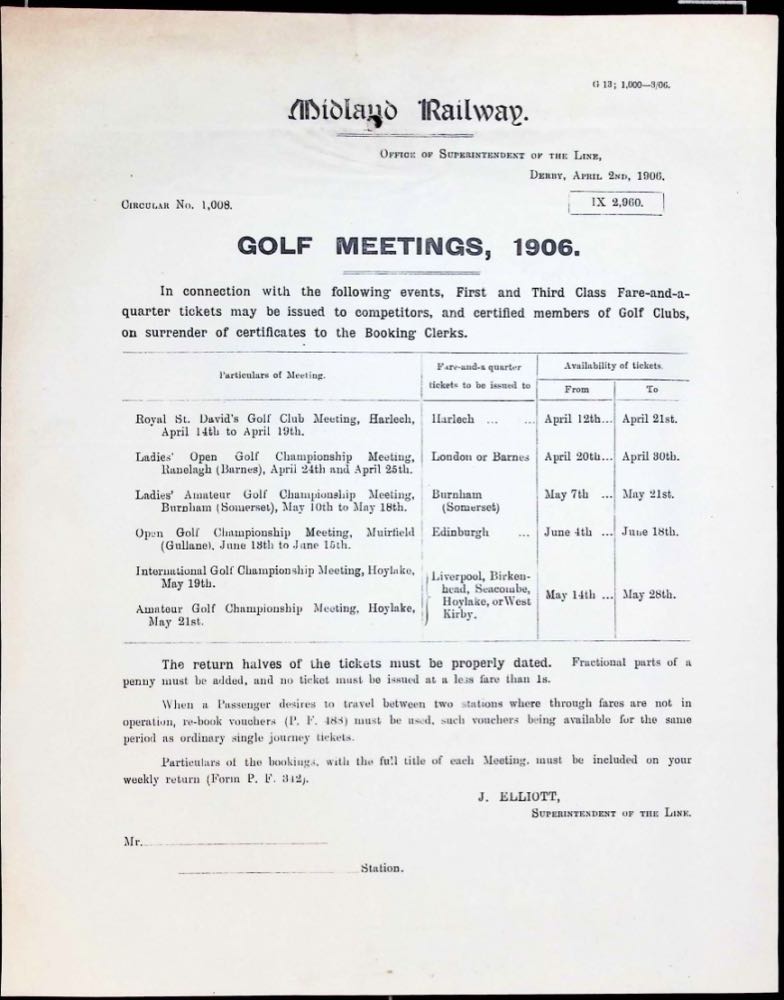 G 13; 1,000—3/06.
Midland Railway.
Office of Superintendent of the Line,
Derby, April 2nd, 1906.
Circular No. 1,008.
IX 2,960.
GOLF MEETINGS, 1906.
In connection with the following events, First and Third Class Fare-and-a-
quarter tickets may be issued to competitors, and certified members of Golf Clubs,
on surrender of certificates to the Booking Clerks.
Particulars of Meeting.
Fare-and-a quarter
tickets to be issued to
Availability of tickets.
From
To
Royal St. David's Golf Club Meeting, Harlech,
April 14th to April 19th.
Harlech ... ...
April 12th...
April 21st.
Ladies' Open Golf Championship Meeting,
Ranelagh (Barnes), April 24th and April 25th.
London or Barnes
April 20th...
April 30th.
Ladies' Amateur Golf Championship Meeting,
Burnham (Somerset), May 10th to May 18th.
Burnham
(Somerset)
May 7th ...
May 21st.
Open Golf Championship Meeting, Muirfield
(Gullane), June 13th to June 15th.
Edinburgh ...
June 4th ...
June 18th.
International Golf Championship Meeting, Hoylake,
May 19th.
Amateur Golf Championship Meeting, Hoylake,
May 21st.
Liverpool, Birken-
head, Seacombe,
Hoylake, or West
Kirby.
May 14th ...
May 28th.
The return halves of the tickets must be properly dated. Fractional parts of a
penny must be added, and no ticket must be issued at a less fare than 1s.
When a Passenger desires to travel between two stations where through fares are not in
operation, re-book vouchers (P. F. 488) must be used, such vouchers being available for the same
period as ordinary single journey tickets.
Particulars of the bookings, with the full title of each Meeting, must be included on your
weekly return (Form P. F. 312).
J. ELLIOTT,
Superintendent of the Line.
Mr.
Station.